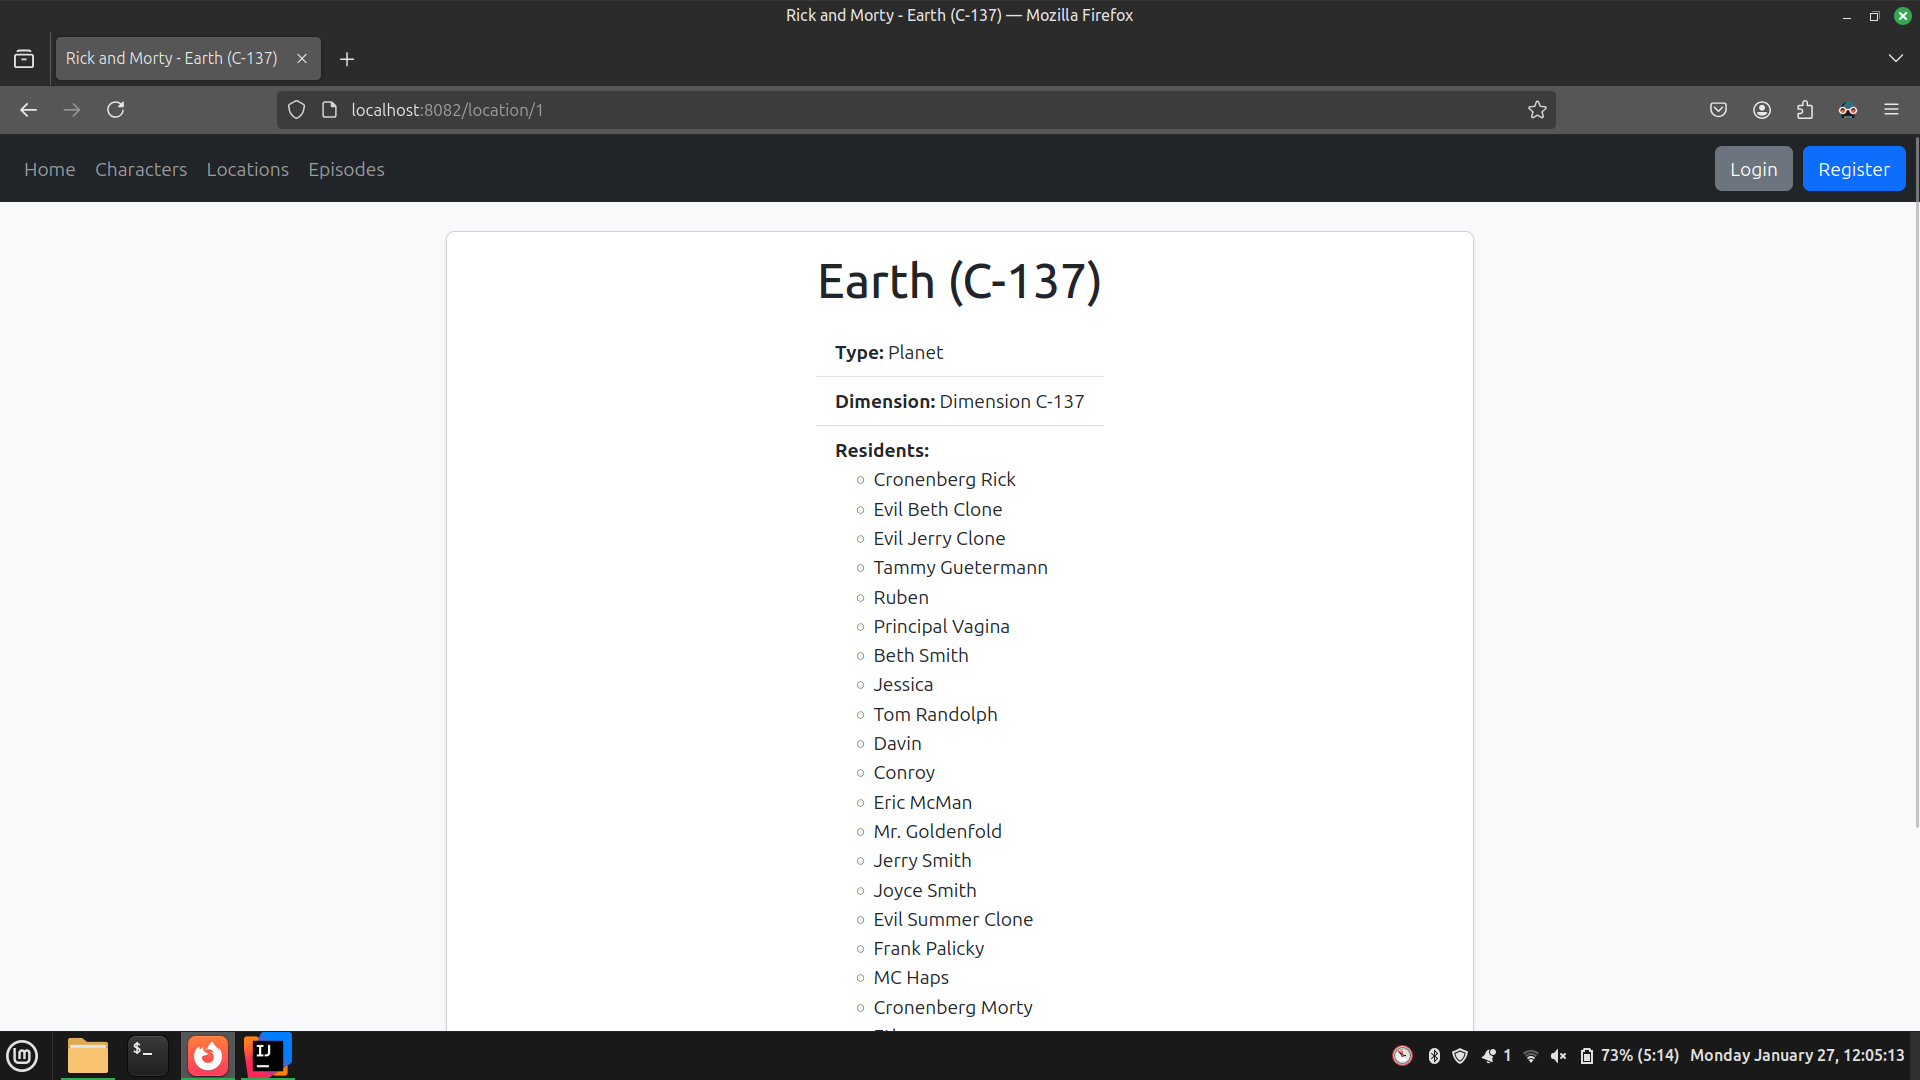 Rick and Morty - Earth (C-137) — Mozilla Firefox
Rick and Morty - Earth (C-137)
localhost:8082/location/1
Home Characters Locations Episodes Login Register
Earth (C-137)
Type: Planet
Dimension: Dimension C-137
Residents:
Cronenberg Rick
Evil Beth Clone
Evil Jerry Clone
Tammy Guetermann
Ruben
Principal Vagina
Beth Smith
Jessica
Tom Randolph
Davin
Conroy
Eric McMan
Mr. Goldenfold
Jerry Smith
Joyce Smith
Evil Summer Clone
Frank Palicky
MC Haps
Cronenberg Morty
$_ IJ 1 73% (5:14) Monday January 27, 12:05:13